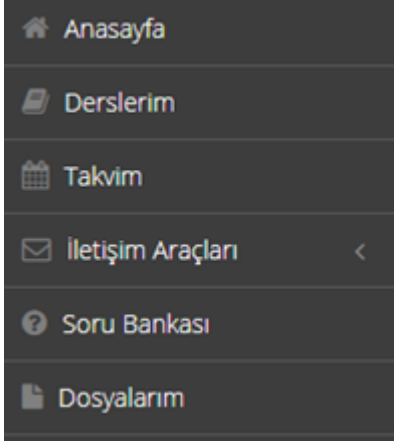 Anasayfa
Derslerim
Takvim
İletişim Araçları
Soru Bankası
Dosyalarım